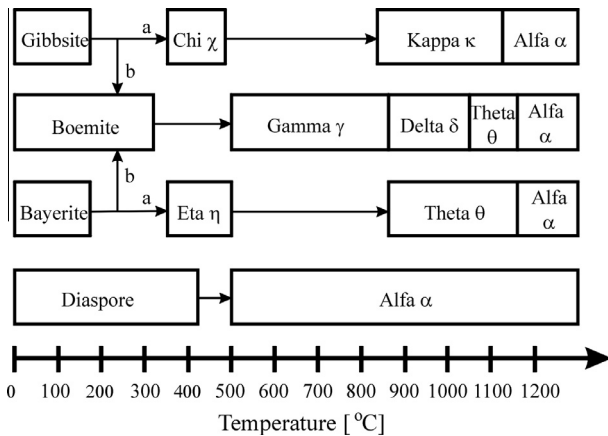 Gibbsite a Chi χ Kappa κ Alfa α
b
Boemite Gamma γ Delta δ Theta θ Alfa α
b
Bayerite a Eta η Theta θ Alfa α
Diaspore Alfa α
0 100 200 300 400 500 600 700 800 900 1000 1100 1200
Temperature [ °C]